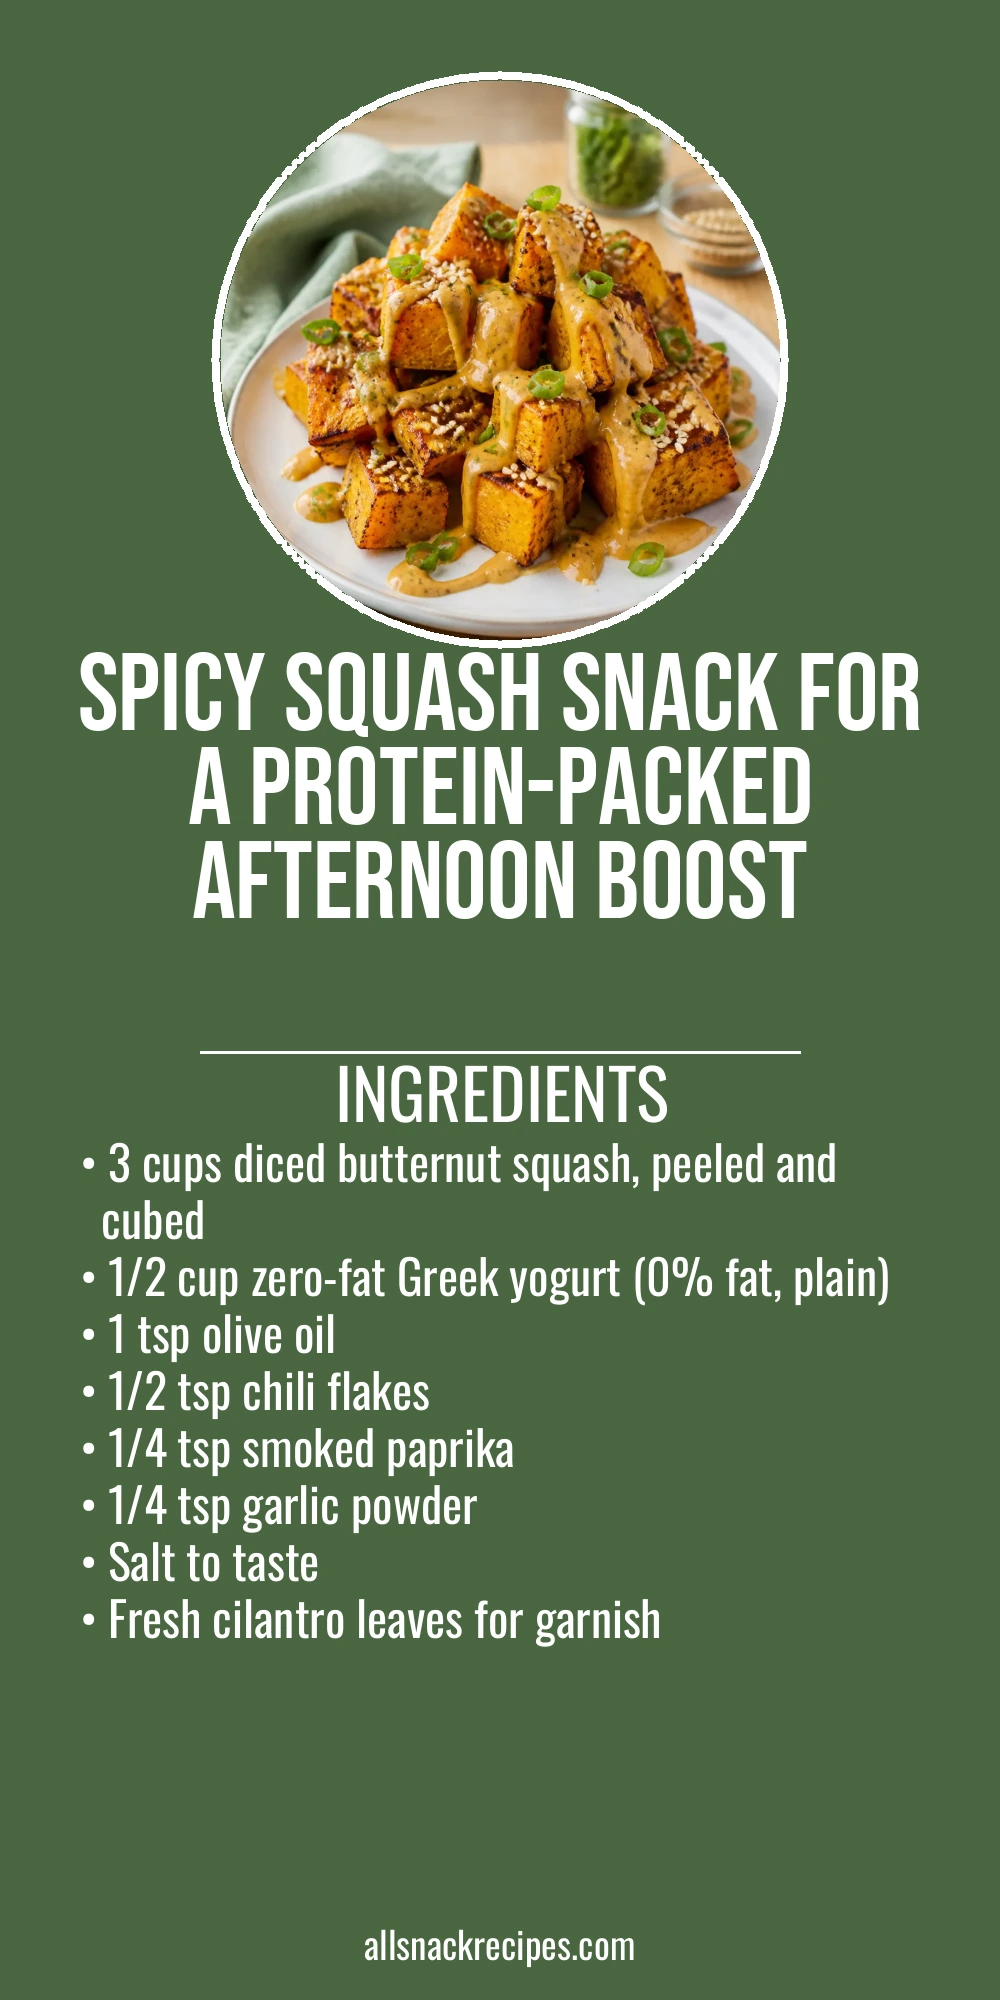 SPICY SQUASH SNACK FOR
A PROTEIN-PACKED
AFTERNOON BOOST
INGREDIENTS
• 3 cups diced butternut squash, peeled and
cubed
• 1/2 cup zero-fat Greek yogurt (0% fat, plain)
• 1 tsp olive oil
• 1/2 tsp chili flakes
• 1/4 tsp smoked paprika
• 1/4 tsp garlic powder
• Salt to taste
• Fresh cilantro leaves for garnish
allsnackrecipes.com